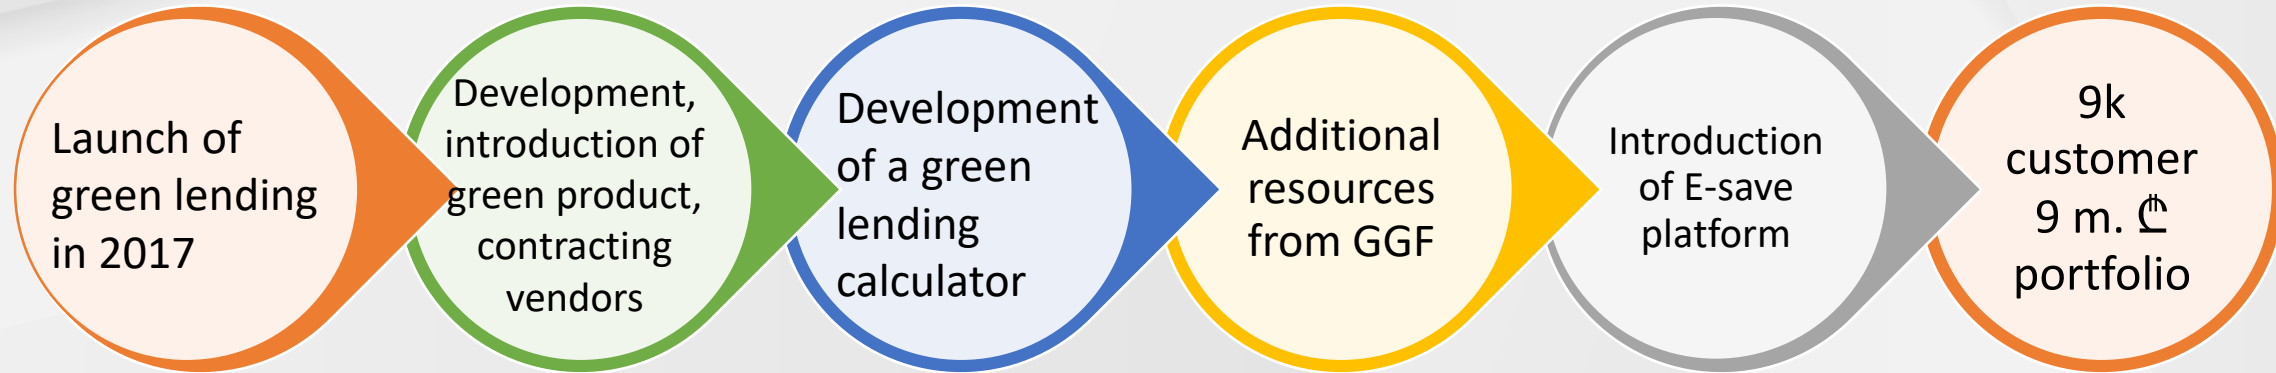 Launch of
green lending
in 2017
Development,
introduction of
green product,
contracting
vendors
Development
of a green
lending
calculator
Additional
resources
from GGF
Introduction
of E-save
platform
9k
customer
9 m. ₾
portfolio